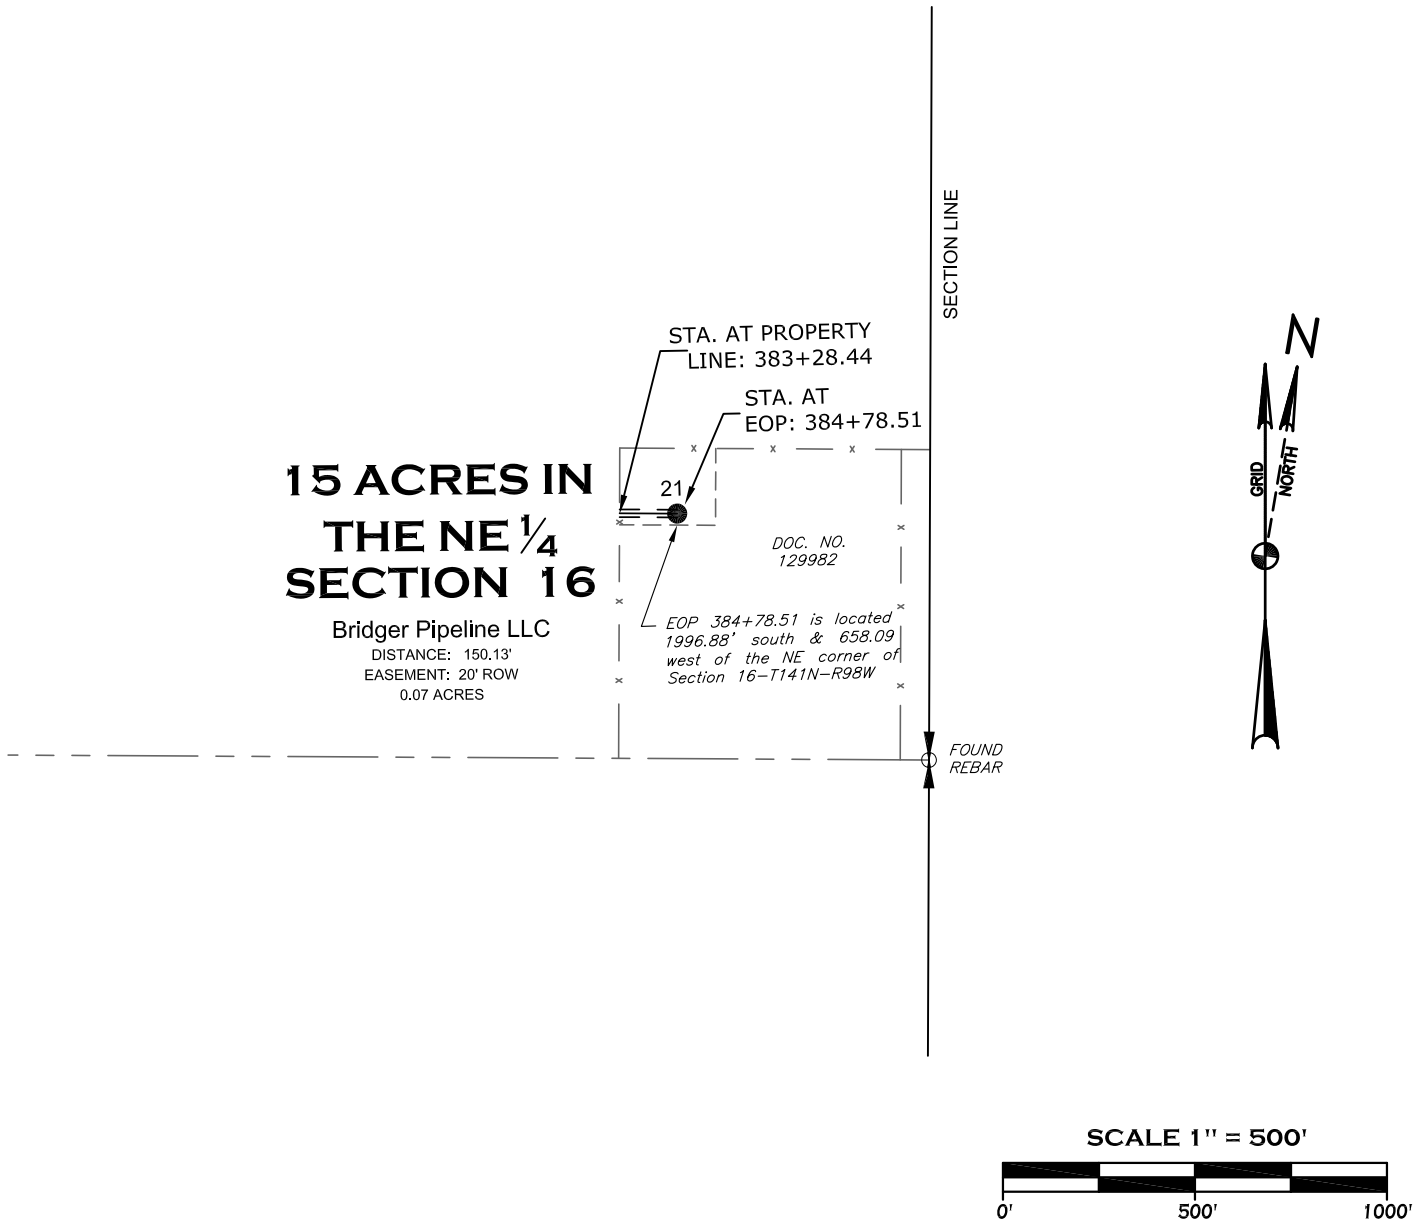 SECTION LINE
STA. AT PROPERTY
LINE: 383+28.44
STA. AT
EOP: 384+78.51
15 ACRES IN
THE NE ¼
SECTION 16
Bridger Pipeline LLC
DISTANCE: 150.13'
EASEMENT: 20' ROW
0.07 ACRES
21
DOC. NO.
129982
EOP 384+78.51 is located
1996.88' south & 658.09
west of the NE corner of
Section 16-T141N-R98W
FOUND
REBAR
N
GRID
NORTH
SCALE 1" = 500'
0' 500' 1000'